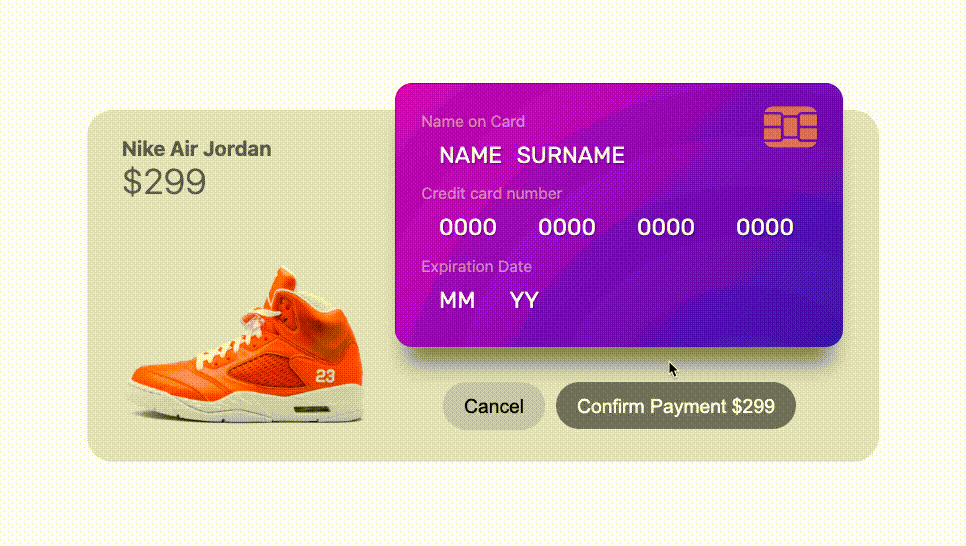 Nike Air Jordan
$299
Name on Card
NAME SURNAME
Credit card number
0000 0000 0000 0000
Expiration Date
MM YY
23
Cancel
Confirm Payment $299